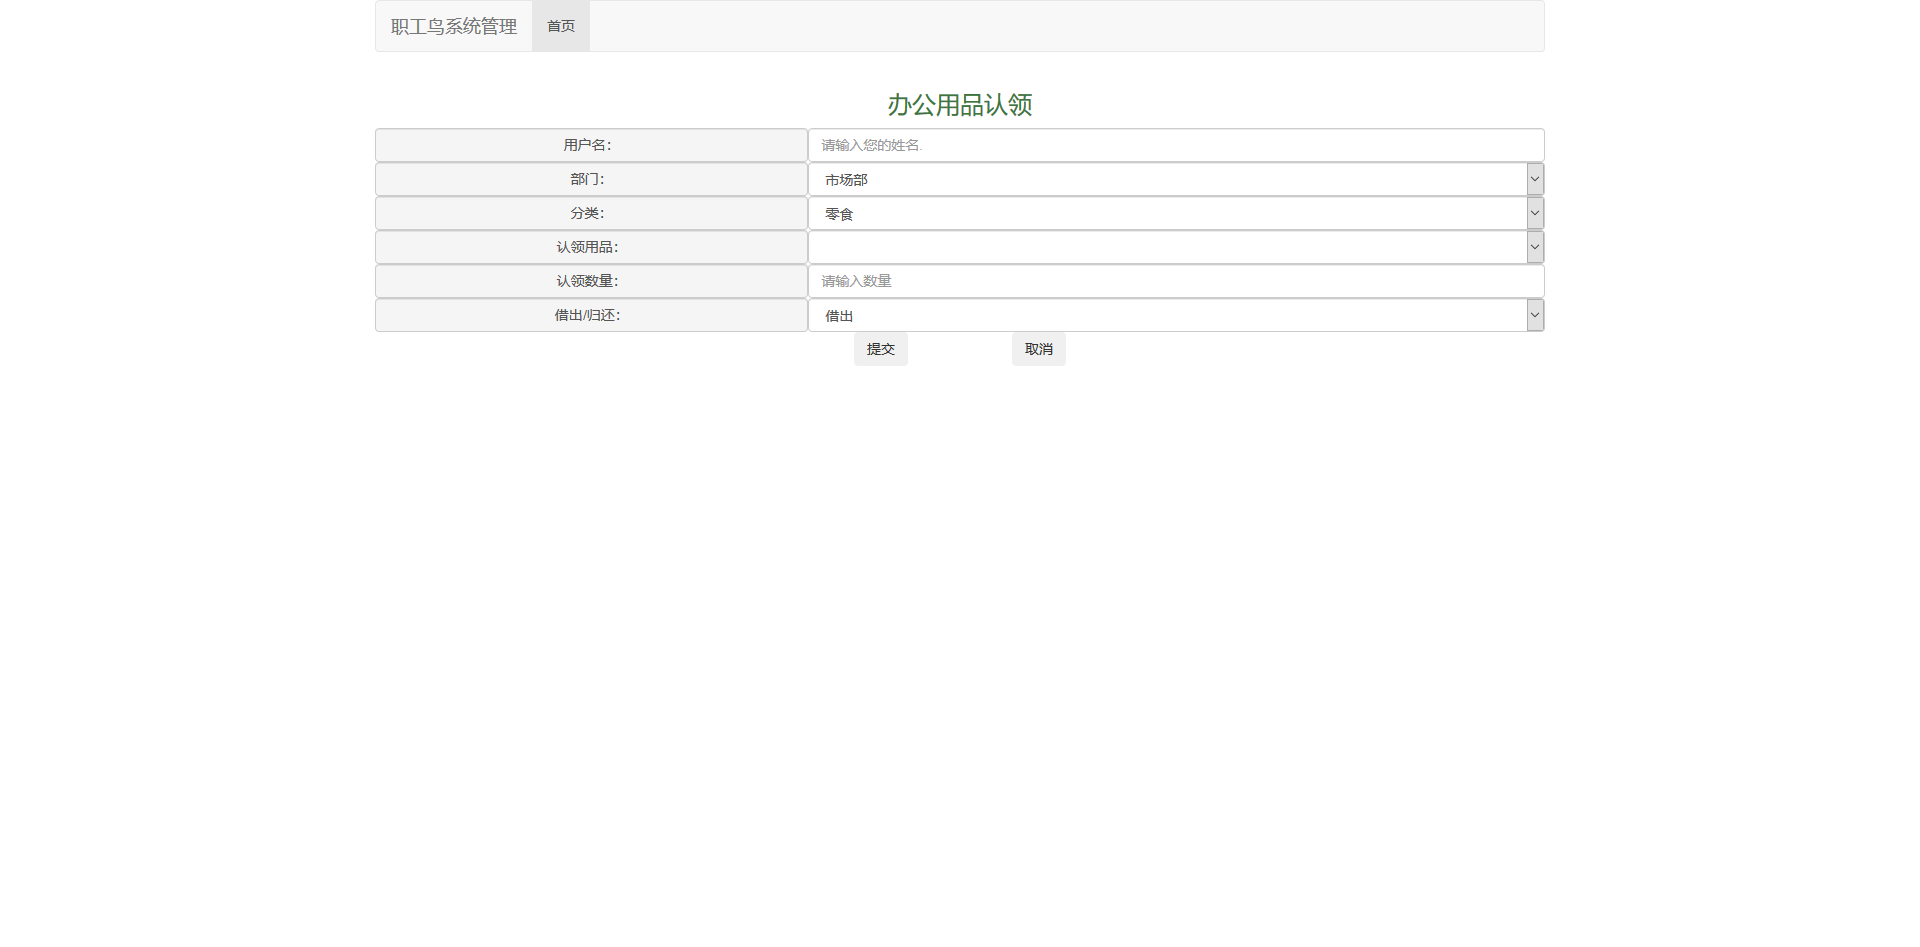 职工鸟系统管理 首页
办公用品认领
用户名： 请输入您的姓名.
部门： 市场部
分类： 零食
认领用品：
认领数量： 请输入数量
借出/归还： 借出
提交 取消